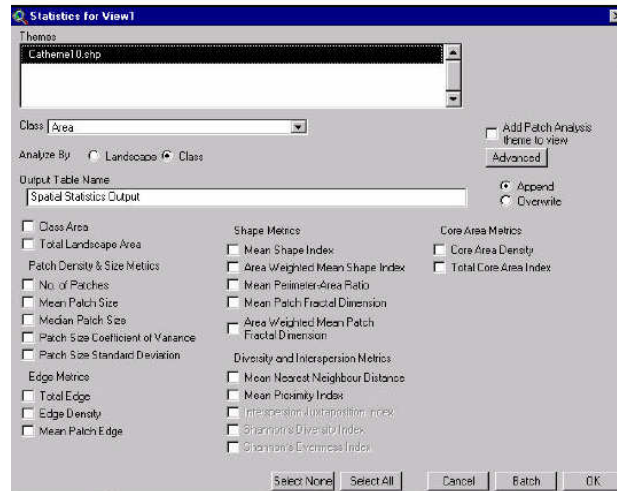 Statistics for View1
Themes
Catheme10.shp
Class Area
Add Patch Analysis
theme to view
Analyze By Landscape Class
Advanced
Output Table Name
Spatial Statistics Output
Append
Overwrite
Class Area
Total Landscape Area
Patch Density & Size Metrics
No. of Patches
Mean Patch Size
Median Patch Size
Patch Size Coefficient of Variance
Patch Size Standard Deviation
Edge Metrics
Total Edge
Edge Density
Mean Patch Edge
Shape Metrics
Mean Shape Index
Area Weighted Mean Shape Index
Mean Perimeter-Area Ratio
Mean Patch Fractal Dimension
Area Weighted Mean Patch
Fractal Dimension
Diversity and Interspersion Metrics
Mean Nearest Neighbour Distance
Mean Proximity Index
Interspersion Juxtaposition Index
Shannon's Diversity Index
Shannon's Evenness Index
Core Area Metrics
Core Area Density
Total Core Area Index
Select None Select All Cancel Batch OK